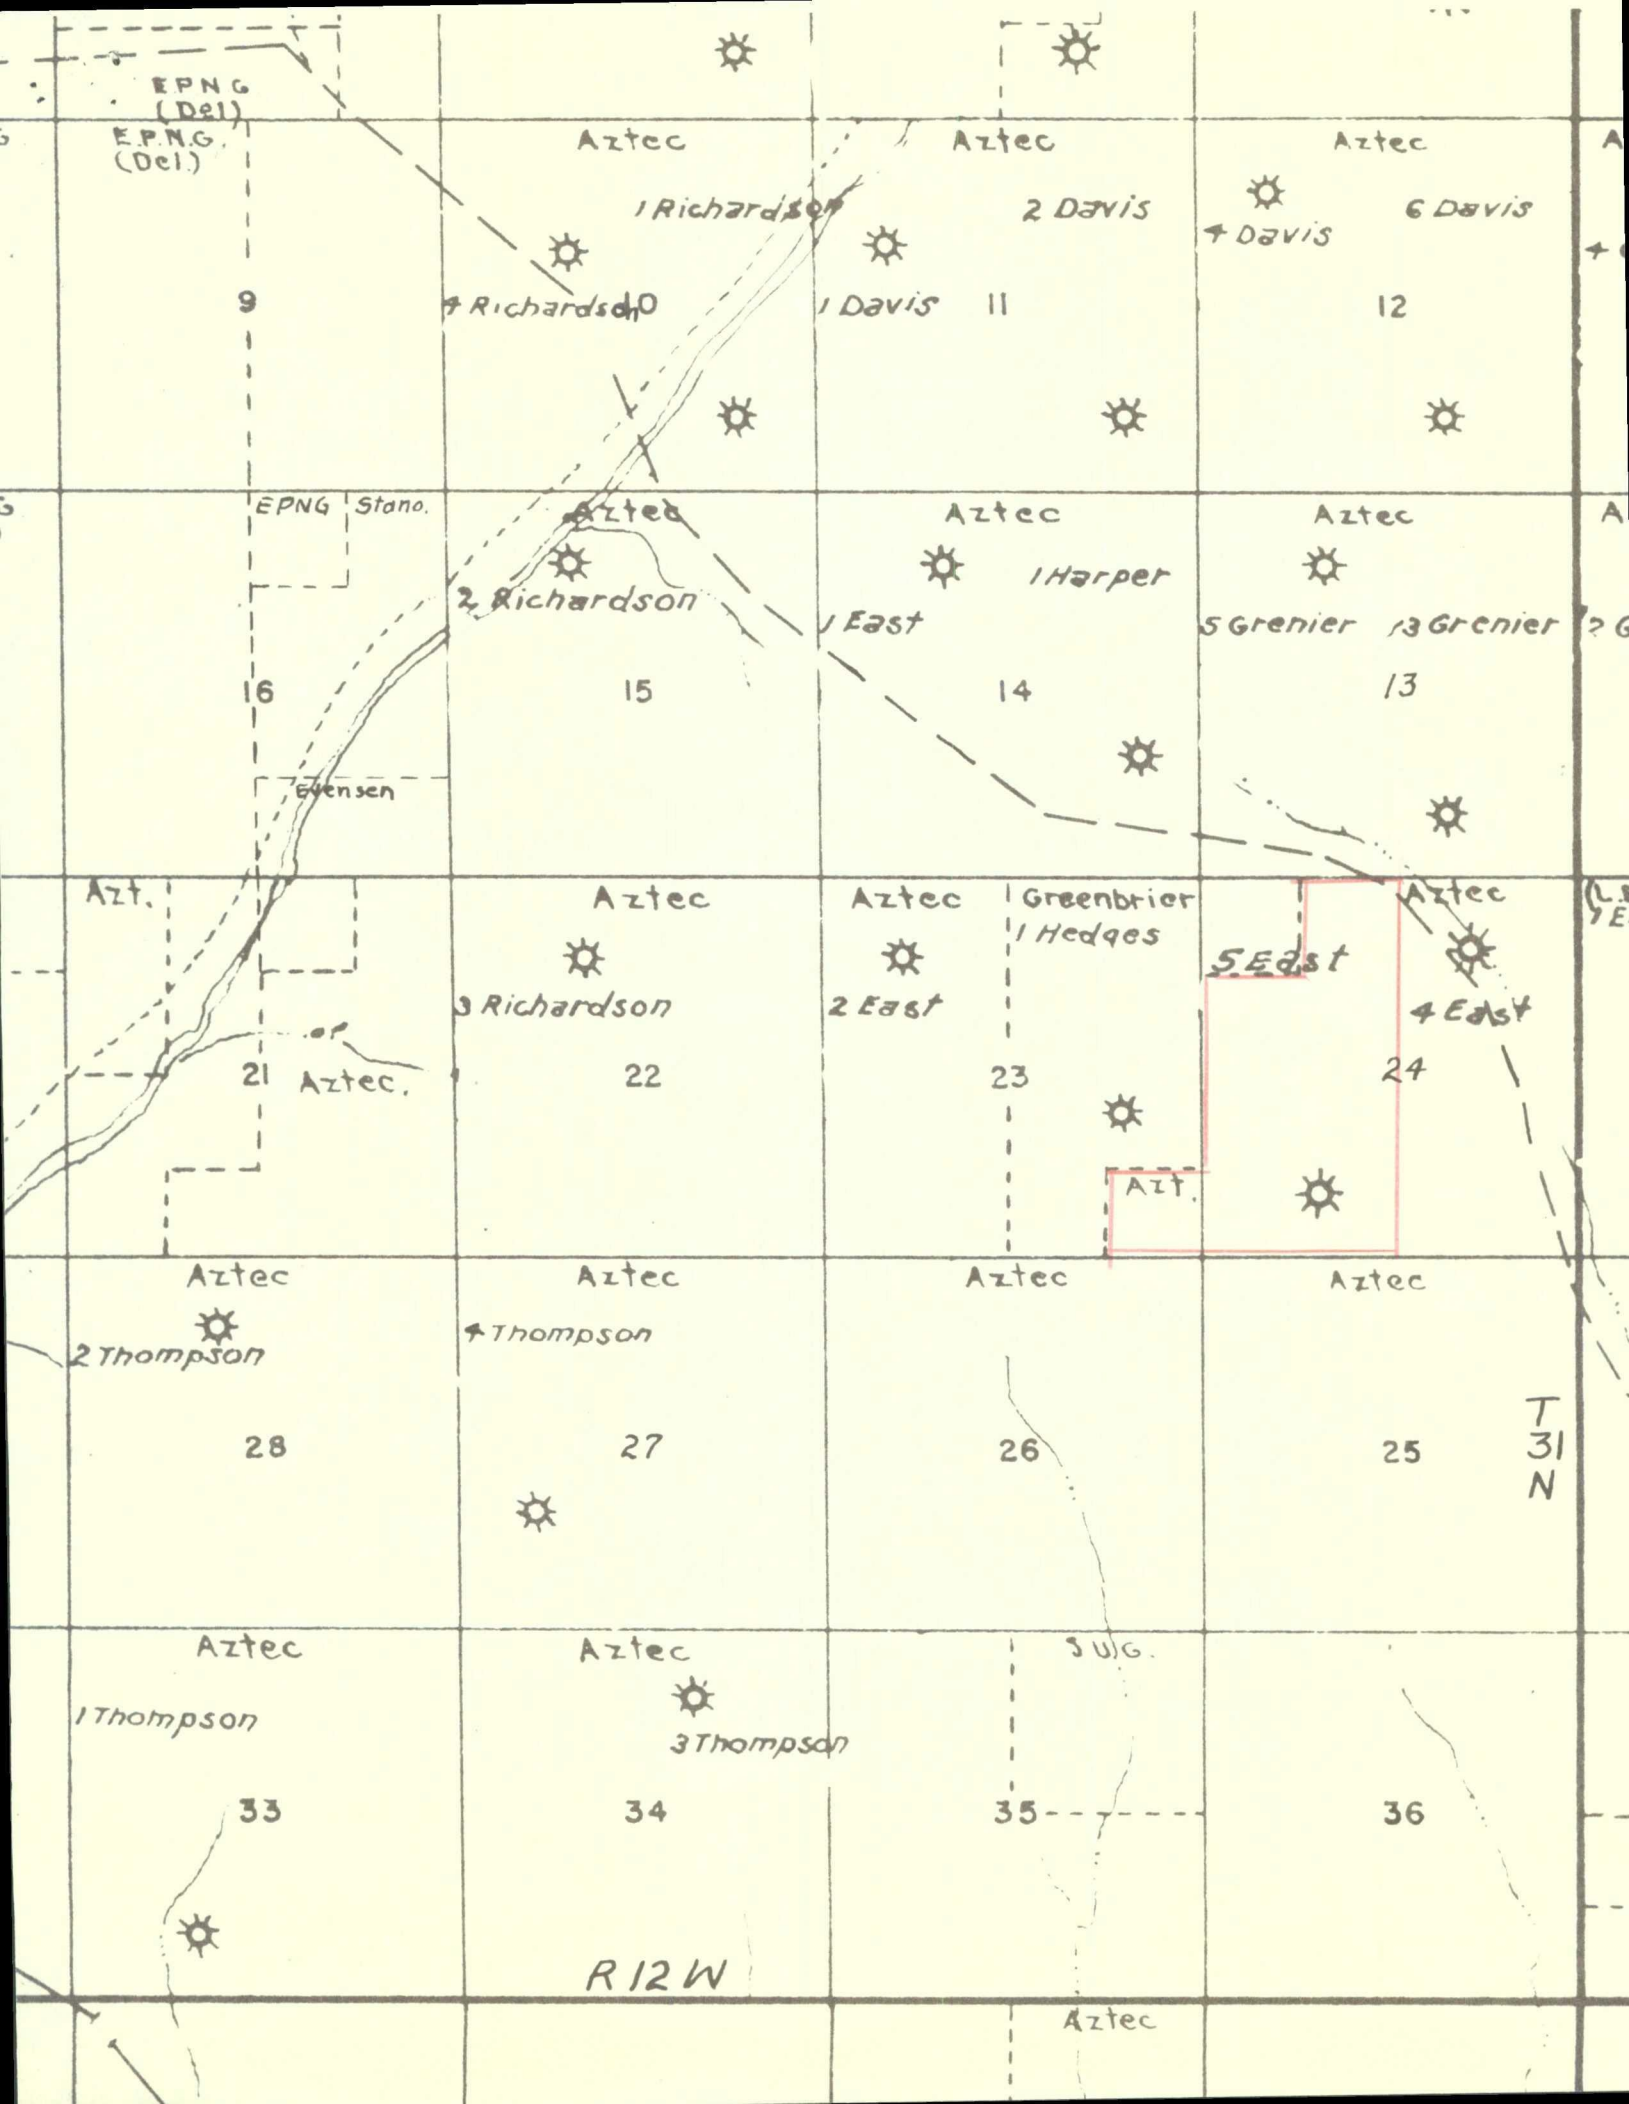 EPNG
(Del)
E.P.N.G.
(Del.)
Aztec
Aztec
Aztec
1 Richardson
2 Davis
4 Davis
6 Davis
9
4 Richardson
10
1 Davis
11
12
EPNG
Stano.
Aztec
Aztec
Aztec
2 Richardson
1 Harper
1 East
5 Grenier
13 Grenier
16
15
14
13
Evensen
Azt.
Aztec
Aztec
Greenbrier
Aztec
1 Hedges
5 East
3 Richardson
2 East
4 East
21
Aztec.
22
23
24
Azt.
Aztec
Aztec
Aztec
Aztec
2 Thompson
4 Thompson
28
27
26
25
T
31
N
Aztec
Aztec
S.U.G.
1 Thompson
3 Thompson
33
34
35
36
R 12 W
Aztec